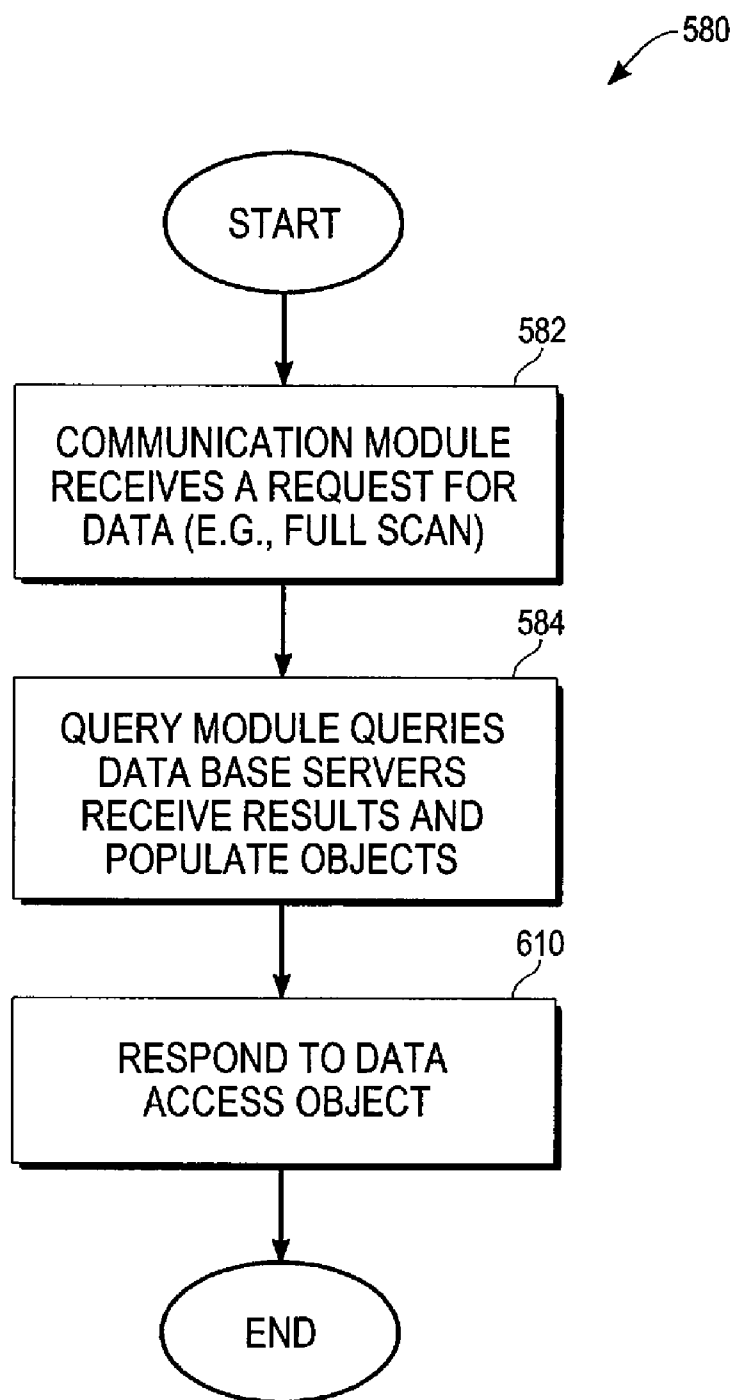 580
START
582
COMMUNICATION MODULE
RECEIVES A REQUEST FOR
DATA (E.G., FULL SCAN)
584
QUERY MODULE QUERIES
DATA BASE SERVERS
RECEIVE RESULTS AND
POPULATE OBJECTS
610
RESPOND TO DATA
ACCESS OBJECT
END